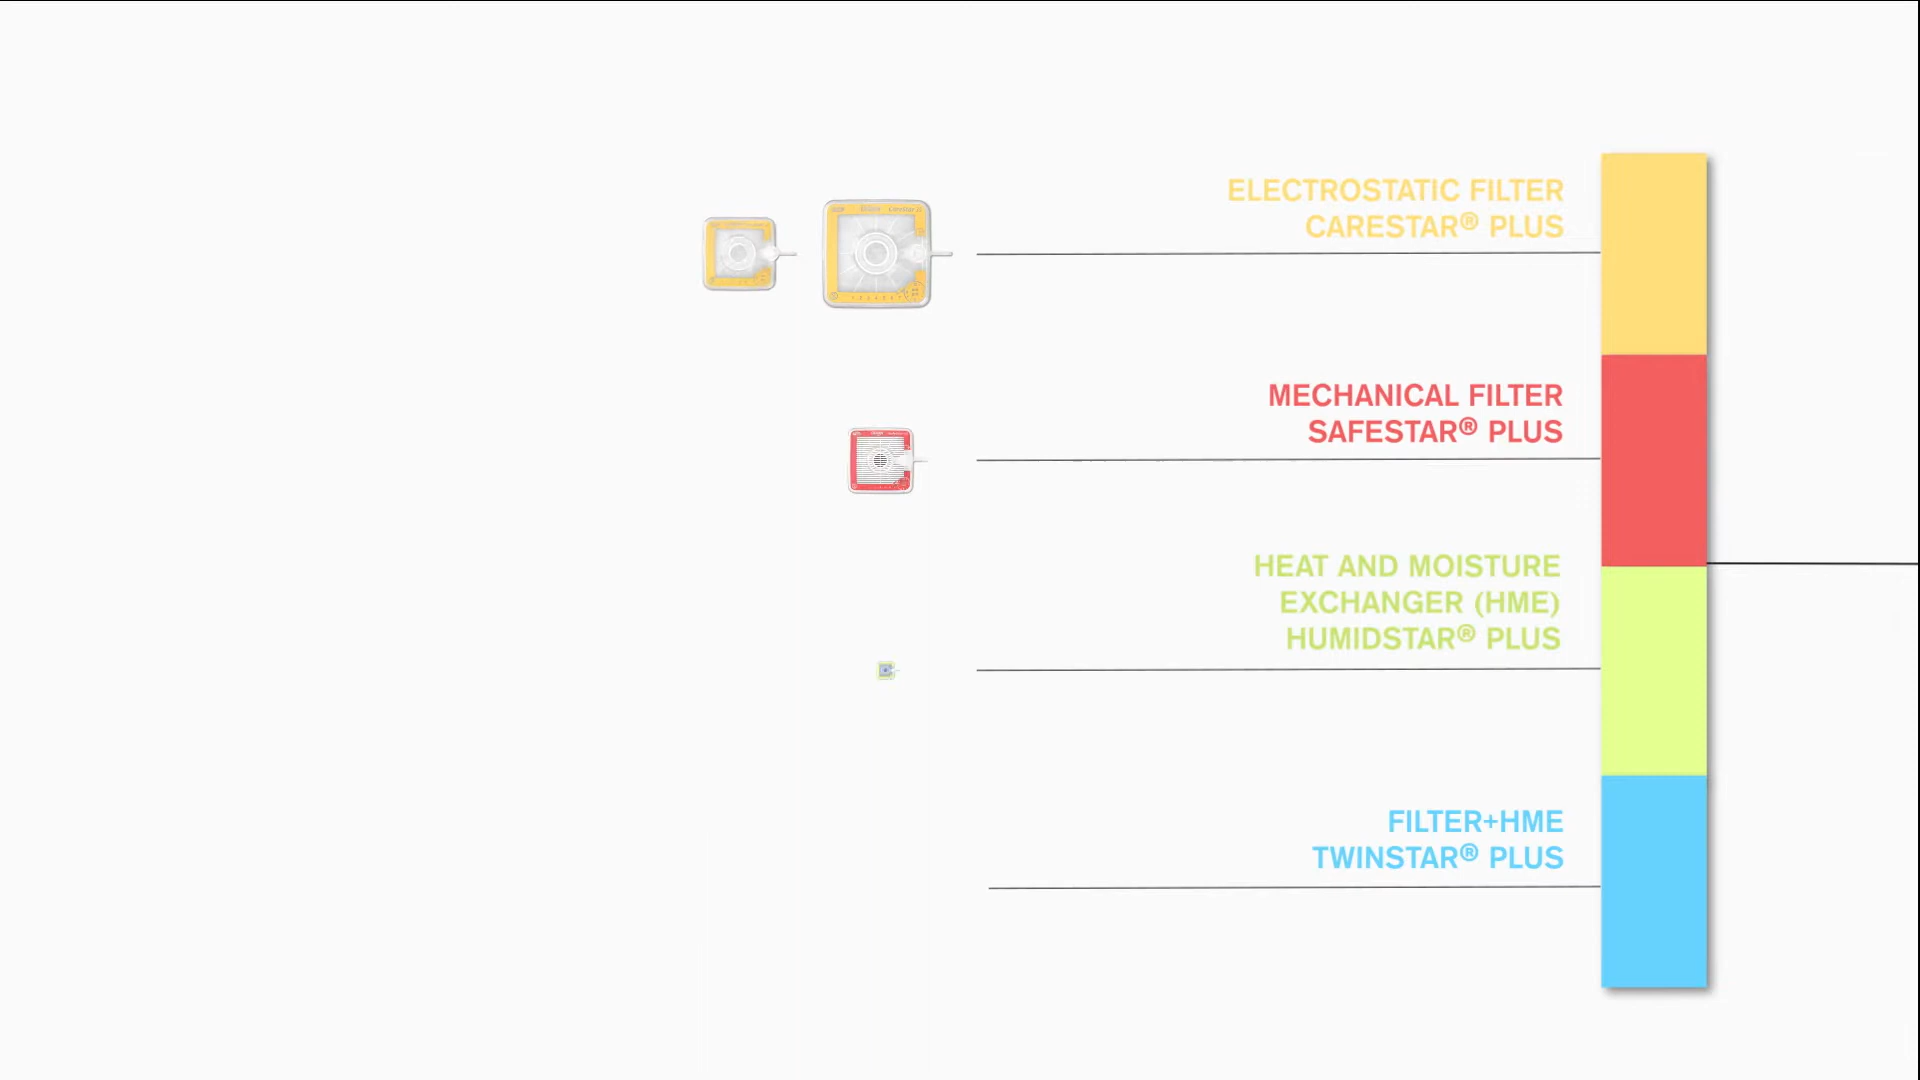 ELECTROSTATIC FILTER
CARESTAR® PLUS
MECHANICAL FILTER
SAFESTAR® PLUS
HEAT AND MOISTURE
EXCHANGER (HME)
HUMIDSTAR® PLUS
FILTER+HME
TWINSTAR® PLUS